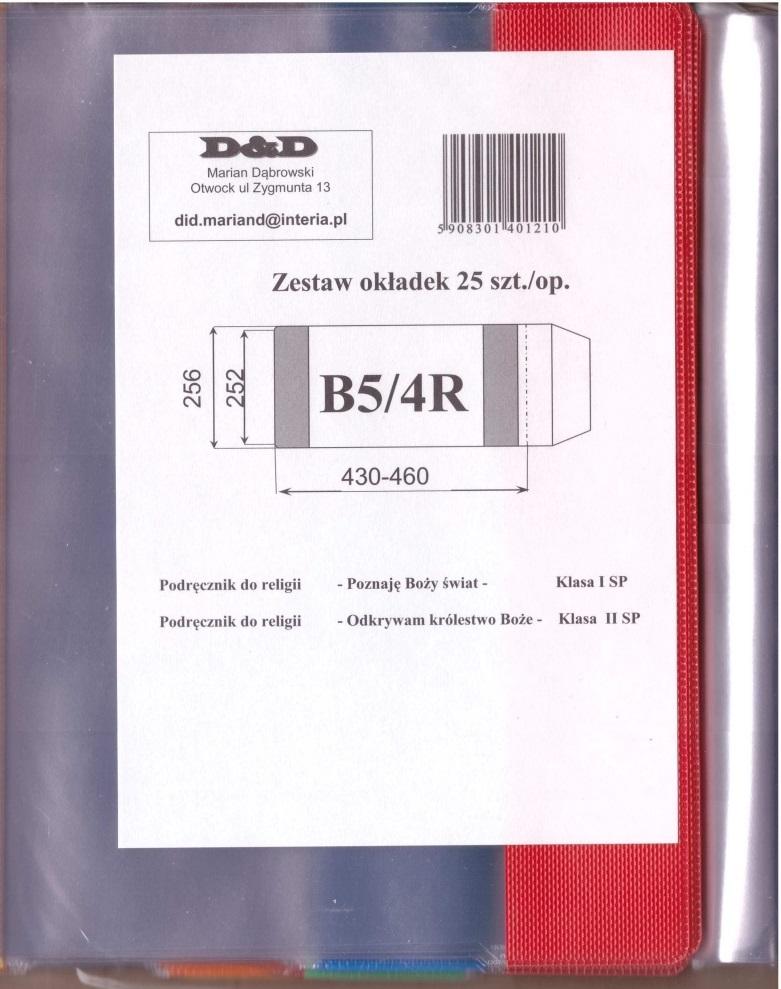 D&D
Marian Dąbrowski
Otwock ul Zygmunta 13
did.mariand@interia.pl
5 908301 401210
Zestaw okładek 25 szt./op.
256
252
B5/4R
430-460
Podręcznik do religii - Poznaję Boży świat - Klasa I SP
Podręcznik do religii - Odkrywam królestwo Boże - Klasa II SP